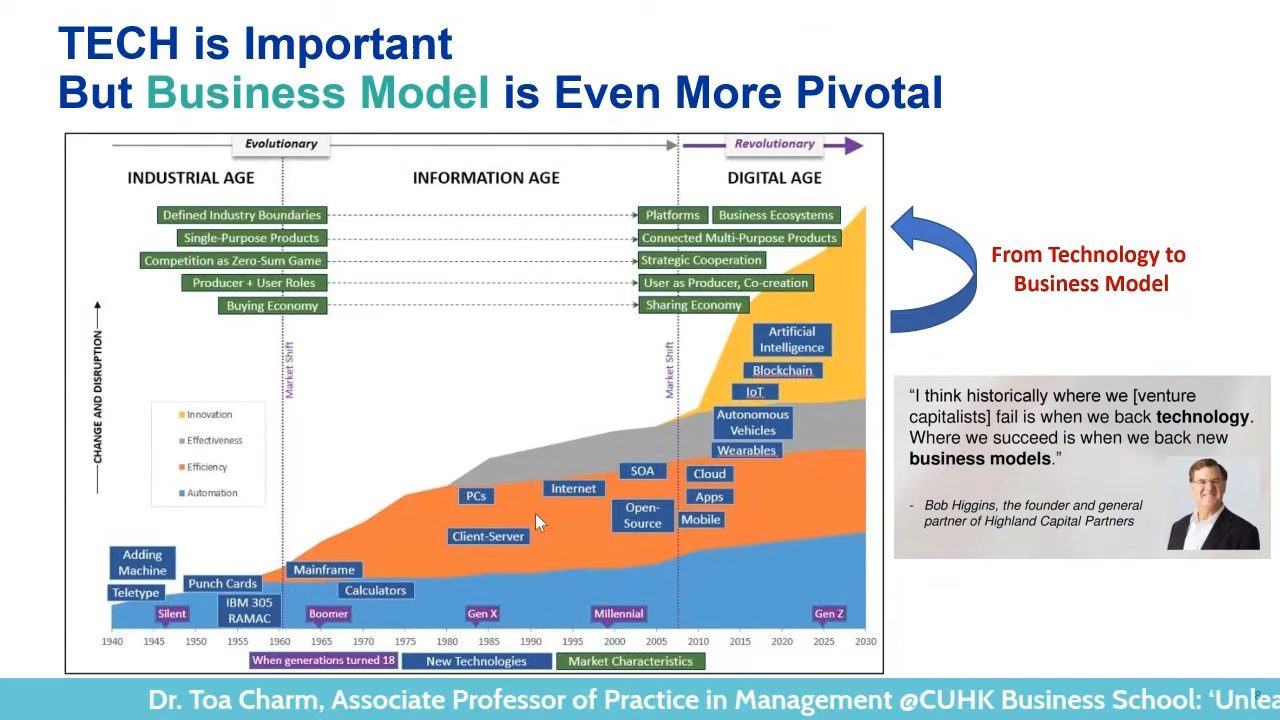 TECH is Important
But Business Model is Even More Pivotal
Evolutionary
Revolutionary
INDUSTRIAL AGE
INFORMATION AGE
DIGITAL AGE
Defined Industry Boundaries
Platforms
Business Ecosystems
Single-Purpose Products
Connected Multi-Purpose Products
Competition as Zero-Sum Game
Strategic Cooperation
Producer + User Roles
User as Producer, Co-creation
Buying Economy
Sharing Economy
CHANGE AND DISRUPTION
Market Shift
Market Shift
Innovation
Effectiveness
Efficiency
Automation
Artificial
Intelligence
Blockchain
IoT
Autonomous
Vehicles
Wearables
SOA
Cloud
PCs
Internet
Apps
Open-
Source
Mobile
Client-Server
Adding
Machine
Teletype
Punch Cards
IBM 305
RAMAC
Mainframe
Calculators
Silent
Boomer
Gen X
Millennial
Gen Z
1940 1945 1950 1955 1960 1965 1970 1975 1980 1985 1990 1995 2000 2005 2010 2015 2020 2025 2030
When generations turned 18
New Technologies
Market Characteristics
From Technology to
Business Model
“I think historically where we [venture
capitalists] fail is when we back technology.
Where we succeed is when we back new
business models.”
- Bob Higgins, the founder and general
partner of Highland Capital Partners
Dr. Toa Charm, Associate Professor of Practice in Management @CUHK Business School: ‘Unlea